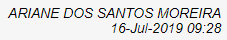 ARIANE DOS SANTOS MOREIRA
16-Jul-2019 09:28